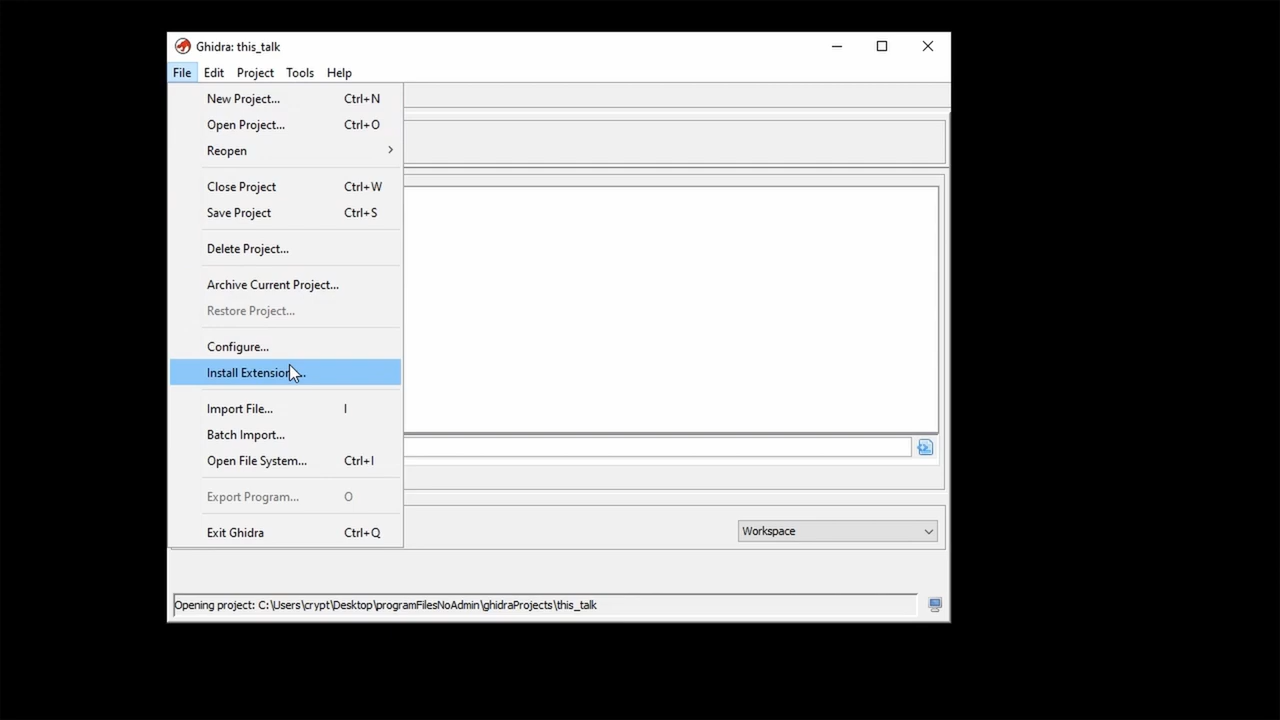 Ghidra: this_talk
File Edit Project Tools Help
New Project... Ctrl+N
Open Project... Ctrl+O
Reopen
Close Project Ctrl+W
Save Project Ctrl+S
Delete Project...
Archive Current Project...
Restore Project...
Configure...
Install Extension...
Import File... I
Batch Import...
Open File System... Ctrl+I
Export Program... O
Exit Ghidra Ctrl+Q
Workspace
Opening project: C:\Users\crypt\Desktop\programFilesNoAdmin\ghidraProjects\this_talk